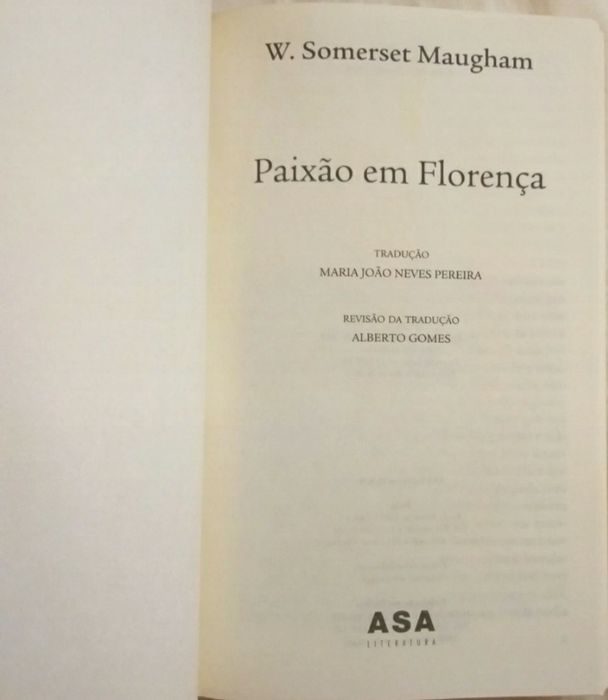 W. Somerset Maugham
Paixão em Florença
TRADUÇÃO
MARIA JOÃO NEVES PEREIRA
REVISÃO DA TRADUÇÃO
ALBERTO GOMES
ASA
LITERATURA